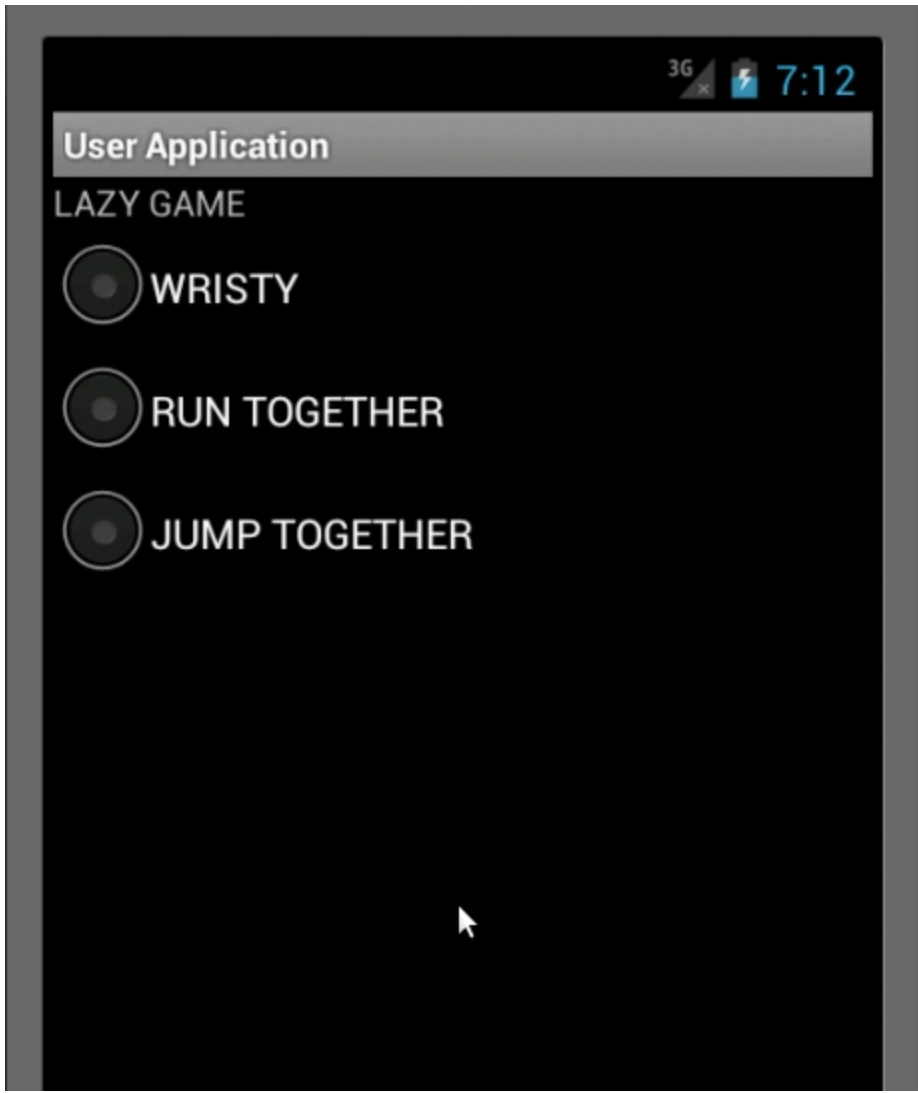 3G 7:12
User Application
LAZY GAME
WRISTY
RUN TOGETHER
JUMP TOGETHER